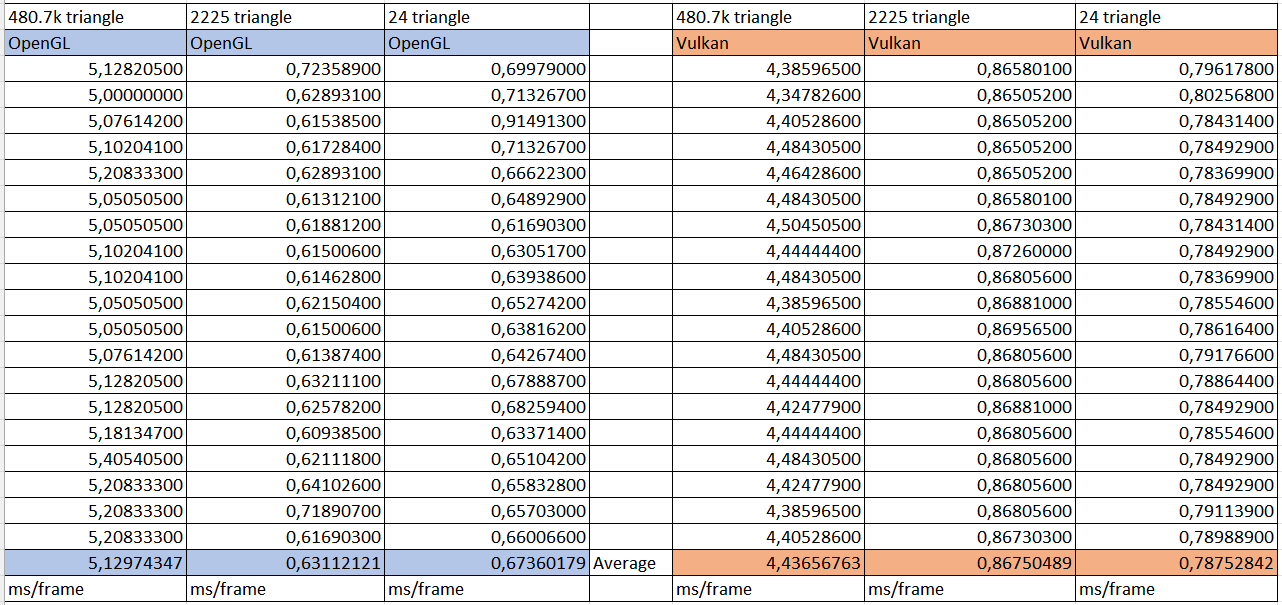 480.7k triangle 2225 triangle 24 triangle 480.7k triangle 2225 triangle 24 triangle
OpenGL OpenGL OpenGL Vulkan Vulkan Vulkan
5,12820500 0,72358900 0,69979000 4,38596500 0,86580100 0,79617800
5,00000000 0,62893100 0,71326700 4,34782600 0,86505200 0,80256800
5,07614200 0,61538500 0,91491300 4,40528600 0,86505200 0,78431400
5,10204100 0,61728400 0,71326700 4,48430500 0,86505200 0,78492900
5,20833300 0,62893100 0,66622300 4,46428600 0,86505200 0,78369900
5,05050500 0,61312100 0,64892900 4,48430500 0,86580100 0,78492900
5,05050500 0,61881200 0,61690300 4,50450500 0,86730300 0,78431400
5,10204100 0,61500600 0,63051700 4,44444400 0,87260000 0,78492900
5,10204100 0,61462800 0,63938600 4,48430500 0,86805600 0,78369900
5,05050500 0,62150400 0,65274200 4,38596500 0,86881000 0,78554600
5,05050500 0,61500600 0,63816200 4,40528600 0,86956500 0,78616400
5,07614200 0,61387400 0,64267400 4,48430500 0,86805600 0,79176600
5,12820500 0,63211100 0,67888700 4,44444400 0,86805600 0,78864400
5,12820500 0,62578200 0,68259400 4,42477900 0,86881000 0,78492900
5,18134700 0,60938500 0,63371400 4,44444400 0,86805600 0,78554600
5,40540500 0,62111800 0,65104200 4,48430500 0,86805600 0,78492900
5,20833300 0,64102600 0,65832800 4,42477900 0,86805600 0,78492900
5,20833300 0,71890700 0,65703000 4,38596500 0,86805600 0,79113900
5,20833300 0,61690300 0,66006600 4,40528600 0,86730300 0,78988900
5,12974347 0,63112121 0,67360179 Average 4,43656763 0,86750489 0,78752842
ms/frame ms/frame ms/frame ms/frame ms/frame ms/frame